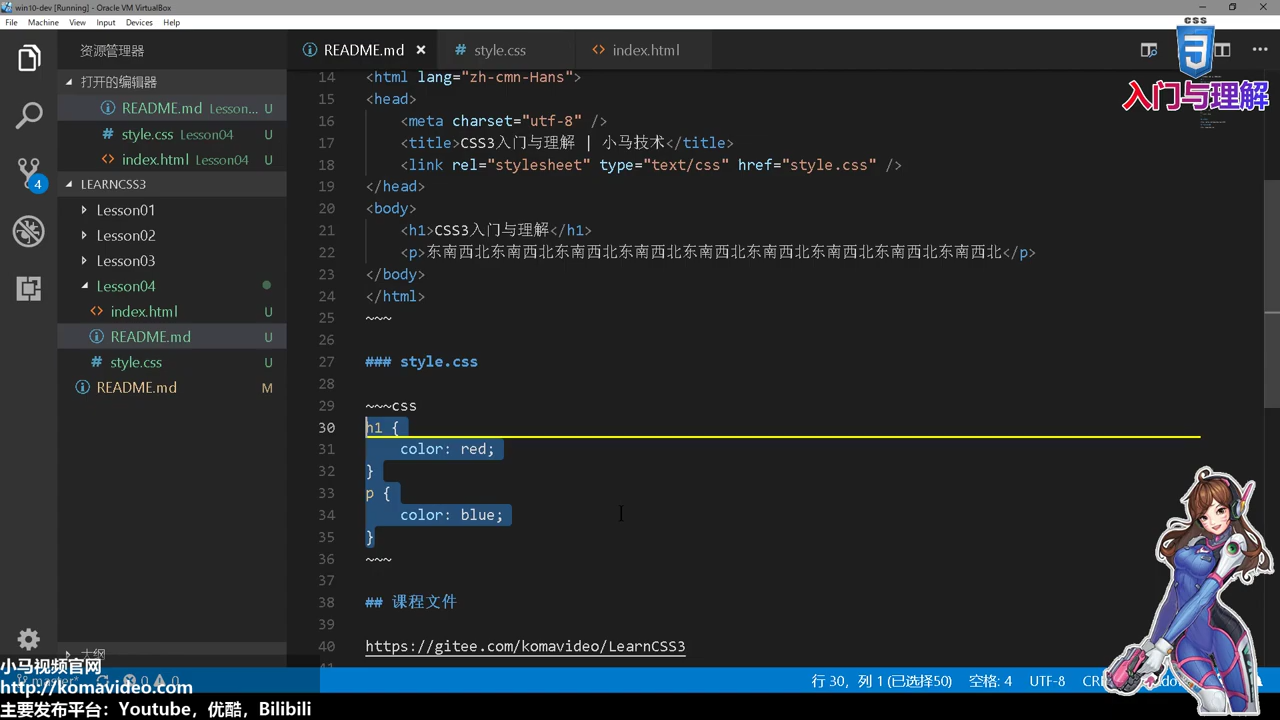 win10-dev [Running] - Oracle VM VirtualBox
File Machine View Input Devices Help
资源管理器
README.md
style.css
index.html
css
入门与理解
打开的编辑器
README.md Lesson... U
style.css Lesson04 U
index.html Lesson04 U
4
LEARNCSS3
Lesson01
Lesson02
Lesson03
Lesson04
index.html U
README.md U
style.css U
README.md M
14 <html lang="zh-cmn-Hans">
15 <head>
16 <meta charset="utf-8" />
17 <title>CSS3入门与理解 | 小马技术</title>
18 <link rel="stylesheet" type="text/css" href="style.css" />
19 </head>
20 <body>
21 <h1>CSS3入门与理解</h1>
22 <p>东南西北东南西北东南西北东南西北东南西北东南西北东南西北东南西北东南西北</p>
23 </body>
24 </html>
25 ~~~
26
27 ### style.css
28
29 ~~~css
30 h1 {
31 color: red;
32 }
33 p {
34 color: blue;
35 }
36 ~~~
37
38 ## 课程文件
39
40 https://gitee.com/komavideo/LearnCSS3
大纲
小马视频官网
http://komavideo.com
主要发布平台：Youtube，优酷，Bilibili
master* 0 0
行 30，列 1 (已选择50) 空格: 4 UTF-8